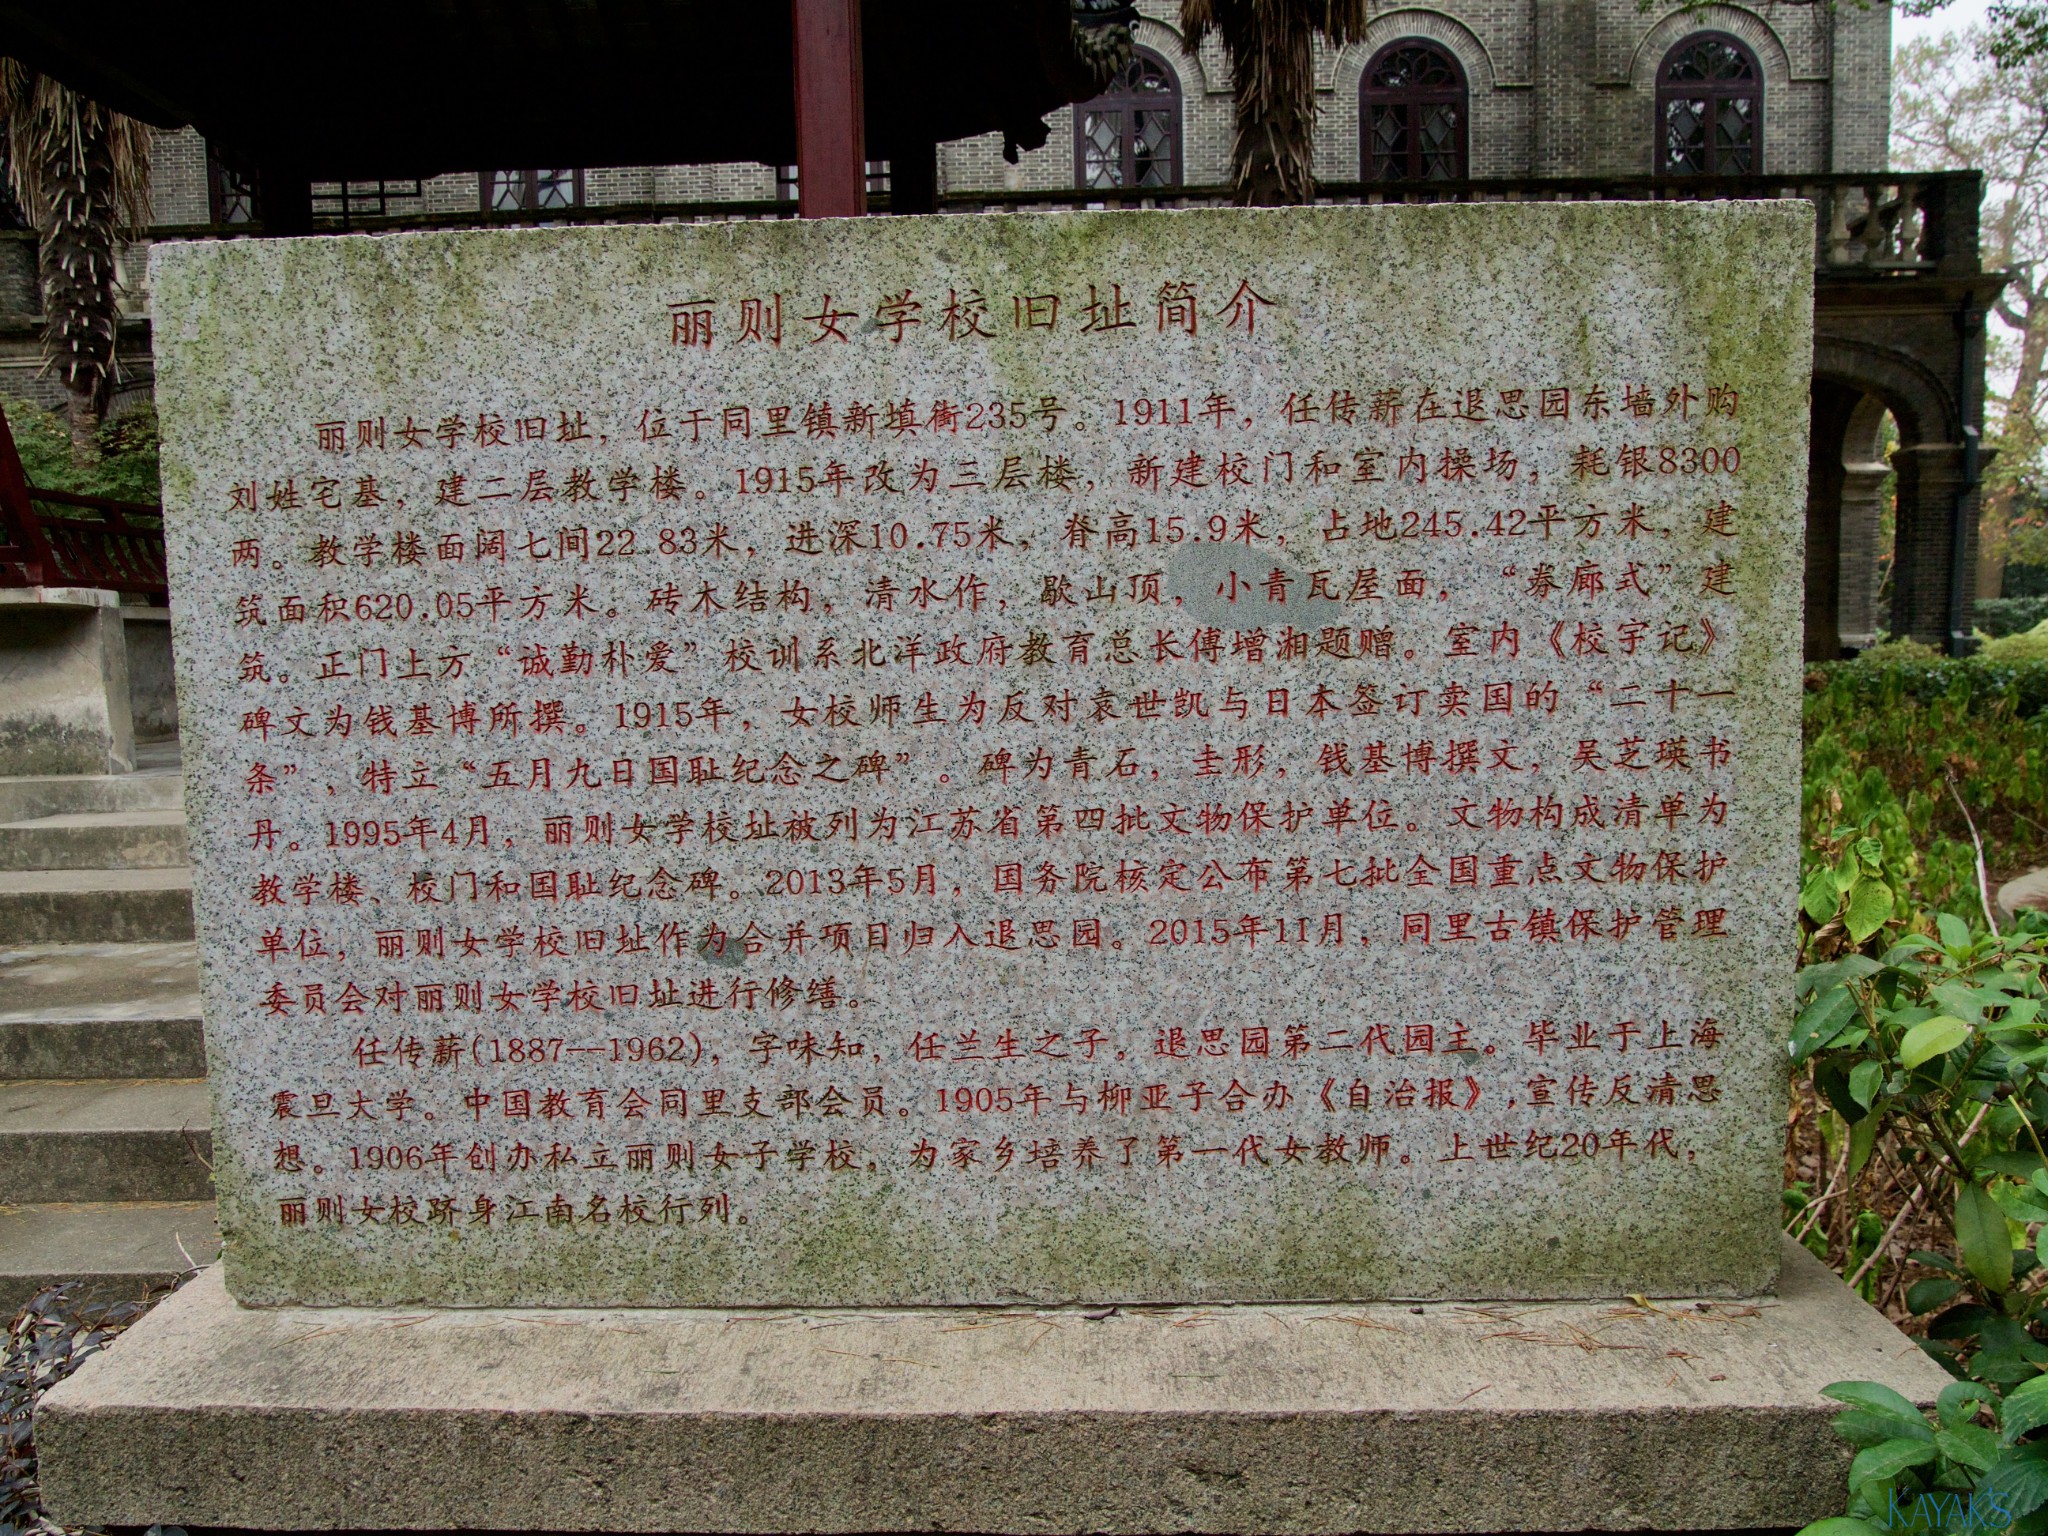 丽则女学校旧址简介
丽则女学校旧址，位于同里镇新填街235号。1911年，任传薪在退思园东墙外购
刘姓宅基，建二层教学楼。1915年改为三层楼，新建校门和室内操场，耗银8300
两。教学楼面阔七间22.83米，进深10.75米，脊高15.9米，占地245.42平方米，建
筑面积620.05平方米。砖木结构，清水作，歇山顶，小青瓦屋面，“券廊式”建
筑。正门上方“诚勤朴爱”校训系北洋政府教育总长傅增湘题赠。室内《校宇记》
碑文为钱基博所撰。1915年，女校师生为反对袁世凯与日本签订卖国的“二十一
条”，特立“五月九日国耻纪念之碑”。碑为青石，圭形，钱基博撰文，吴芝瑛书
丹。1995年4月，丽则女学校址被列为江苏省第四批文物保护单位。文物构成清单为
教学楼、校门和国耻纪念碑。2013年5月，国务院核定公布第七批全国重点文物保护
单位，丽则女学校旧址作为合并项目归入退思园。2015年11月，同里古镇保护管理
委员会对丽则女学校旧址进行修缮。
任传薪(1887—1962)，字味知，任兰生之子，退思园第二代园主。毕业于上海
震旦大学。中国教育会同里支部会员。1905年与柳亚子合办《自治报》,宣传反清思
想。1906年创办私立丽则女子学校，为家乡培养了第一代女教师。上世纪20年代，
丽则女校跻身江南名校行列。
KAYAK'S